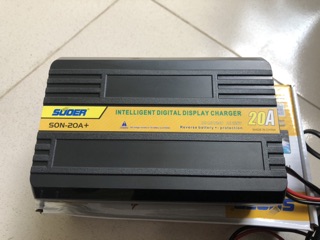 SUOER
SON-20A+
INTELLIGENT DIGITAL DISPLAY CHARGER
Reverse battery +- protection
20A